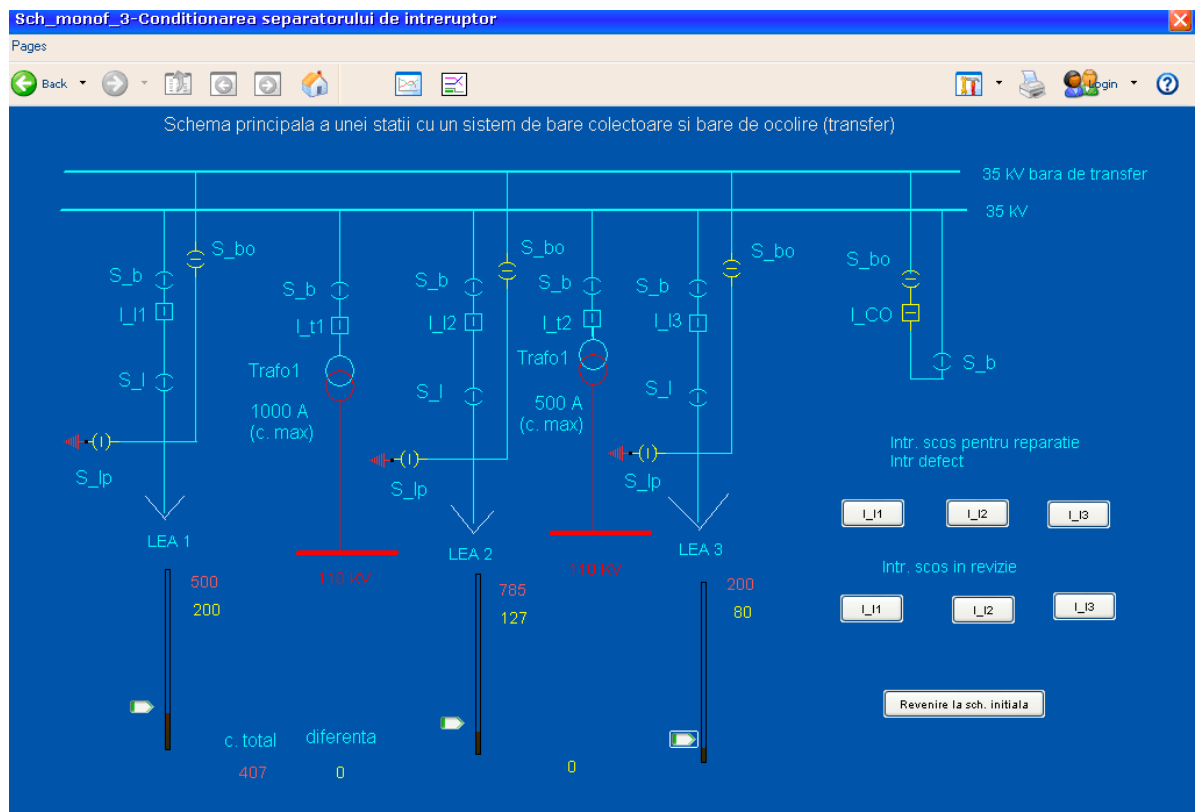 Sch_monof_3-Conditionarea separatorului de intreruptor
Pages
Back
Login
Schema principala a unei statii cu un sistem de bare colectoare si bare de ocolire (transfer)
35 kV bara de transfer
35 kV
S_bo
S_bo
S_bo
S_bo
S_b
S_b
S_b
S_b
S_b
I_l1
I_t1
I_l2
I_t2
I_l3
I_CO
S_b
Trafo1
Trafo1
S_l
S_l
S_l
1000 A
(c. max)
500 A
(c. max)
S_lp
S_lp
S_lp
Intr. scos pentru reparatie
Intr defect
I_l1
I_l2
I_l3
LEA 1
LEA 2
LEA 3
110 KV
110 KV
Intr. scos in revizie
I_l1
I_l2
I_l3
500
200
785
127
200
80
Revenire la sch. initiala
c. total
diferenta
407
0
0